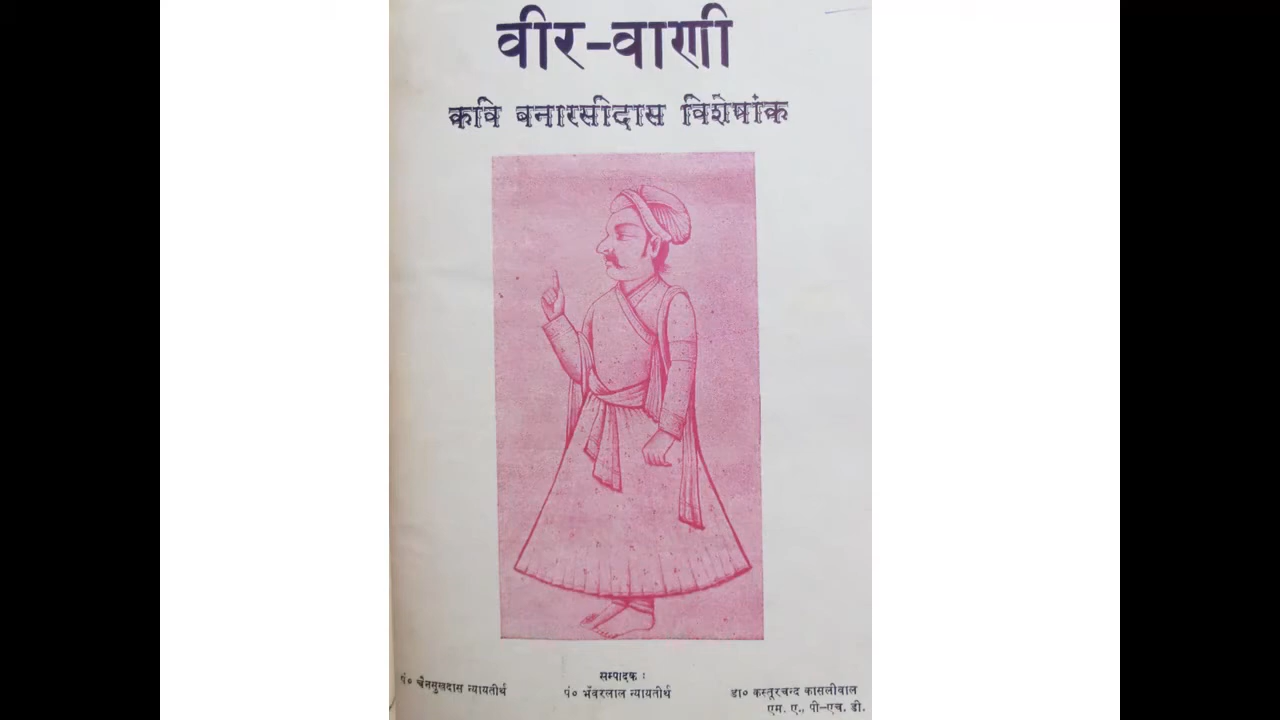 वीर-वाणी
कवि बनारसीदास विशेषांक
सम्पादक :
पं० चैनसुखदास न्यायतीर्थ पं० भँवरलाल न्यायतीर्थ डा० कस्तूरचन्द कासलीवाल
एम. ए., पी-एच. डी.